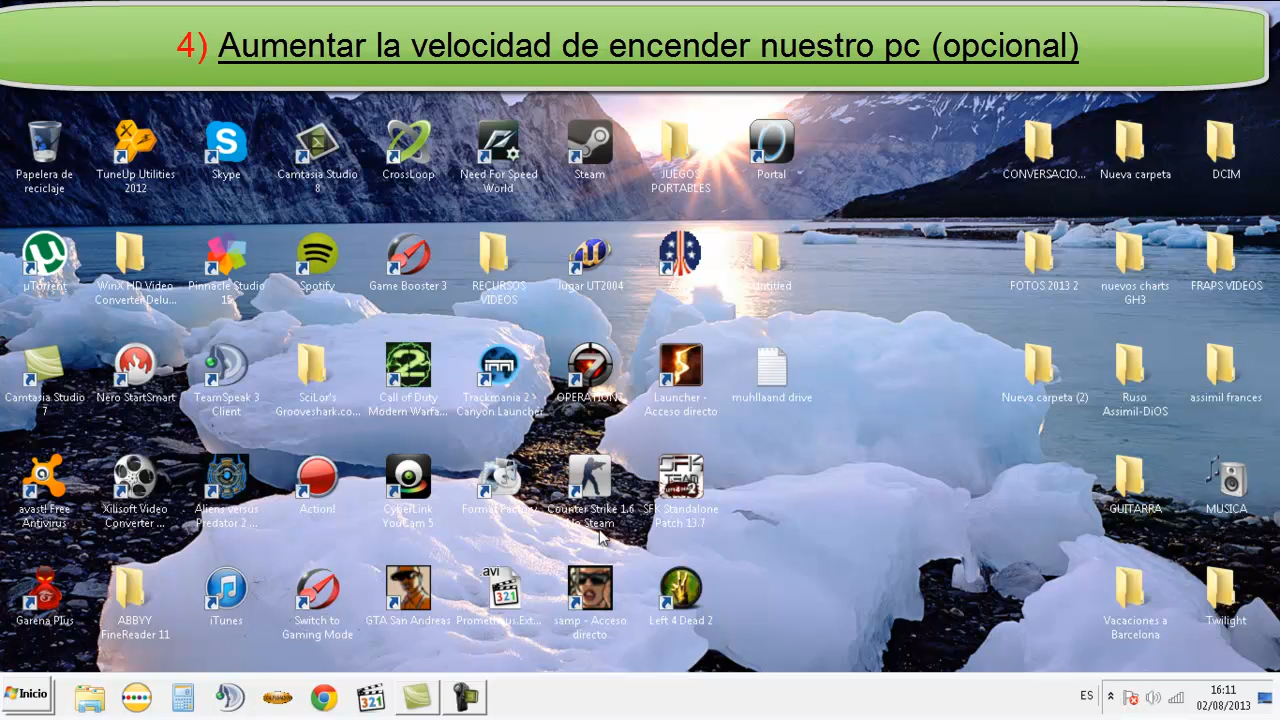 4) Aumentar la velocidad de encender nuestro pc (opcional)
Papelera de
reciclaje
TuneUp Utilities
2012
Skype
Camtasia Studio
8
CrossLoop
Need For Speed
World
Steam
JUEGOS
PORTABLES
Portal
CONVERSACIO...
Nueva carpeta
DCIM
µTorrent
WinX HD Video
Converter Delu...
Pinnacle Studio
15
Spotify
Game Booster 3
RECURSOS
VIDEOS
Jugar UT2004
Untitled
FOTOS 2013 2
nuevos charts
GH3
FRAPS VIDEOS
Camtasia Studio
7
Nero StartSmart
TeamSpeak 3
Client
SciLor's
Grooveshark.co...
Call of Duty
Modern Warfa...
Trackmania 2
Canyon Launcher
OPERATION7
Launcher -
Acceso directo
muhllaand drive
Nueva carpeta (2)
Ruso
Assimil-DiOS
assimil frances
avast! Free
Antivirus
Xilisoft Video
Converter ...
Aliens versus
Predator 2 ...
Action!
CyberLink
YouCam 5
Format Factory
Counter Strike 1.6
No Steam
SFK Standalone
Patch 13.7
GUITARRA
MUSICA
Garena Plus
ABBYY
FineReader 11
iTunes
Switch to
Gaming Mode
GTA San Andreas
avi
321
Prometheus.Ext...
samp - Acceso
directo
Left 4 Dead 2
Vacaciones a
Barcelona
Twilight
Inicio
321
ES
16:11
02/08/2013